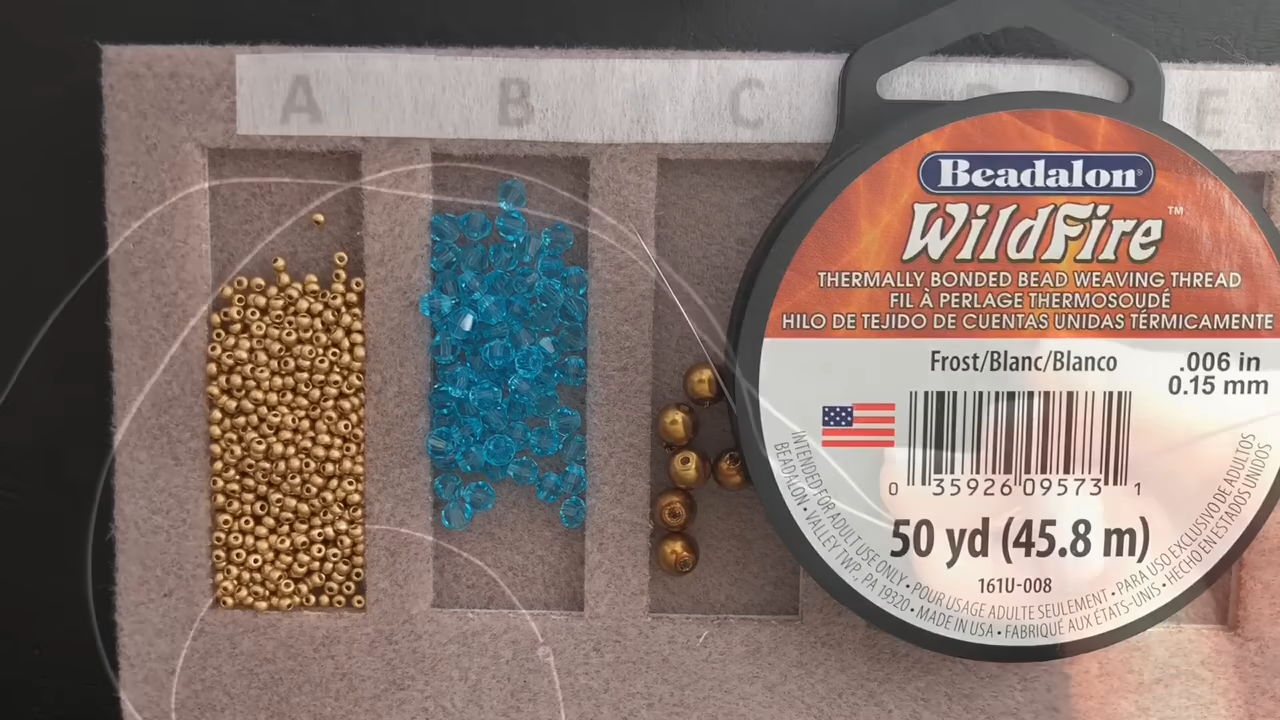 A B C E
Beadalon®
WildFire™
THERMALLY BONDED BEAD WEAVING THREAD
FIL À PERLAGE THERMOSOUDÉ
HILO DE TEJIDO DE CUENTAS UNIDAS TÉRMICAMENTE
Frost/Blanc/Blanco
.006 in
0.15 mm
0 35926 09573 1
50 yd (45.8 m)
161U-008
INTENDED FOR ADULT USE ONLY • POUR USAGE ADULTE SEULEMENT • PARA USO EXCLUSIVO DE ADULTOS
BEADALON • VALLEY TWP., PA 19320 • MADE IN USA • FABRIQUÉ AUX ÉTATS-UNIS • HECHO EN ESTADOS UNIDOS